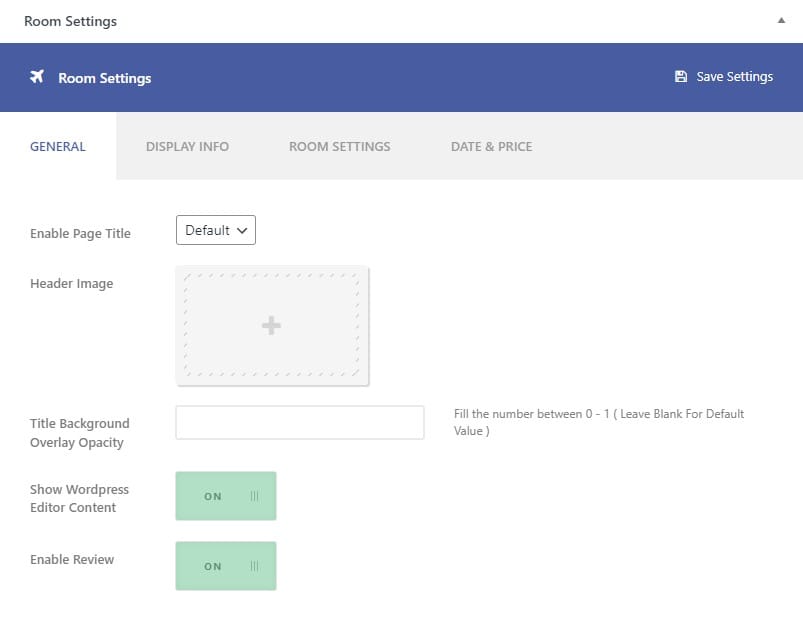 Room Settings
Room Settings
Save Settings
GENERAL
DISPLAY INFO
ROOM SETTINGS
DATE & PRICE
Enable Page Title
Default
Header Image
Title Background
Overlay Opacity
Fill the number between 0 - 1 ( Leave Blank For Default
Value )
Show Wordpress
Editor Content
ON
Enable Review
ON